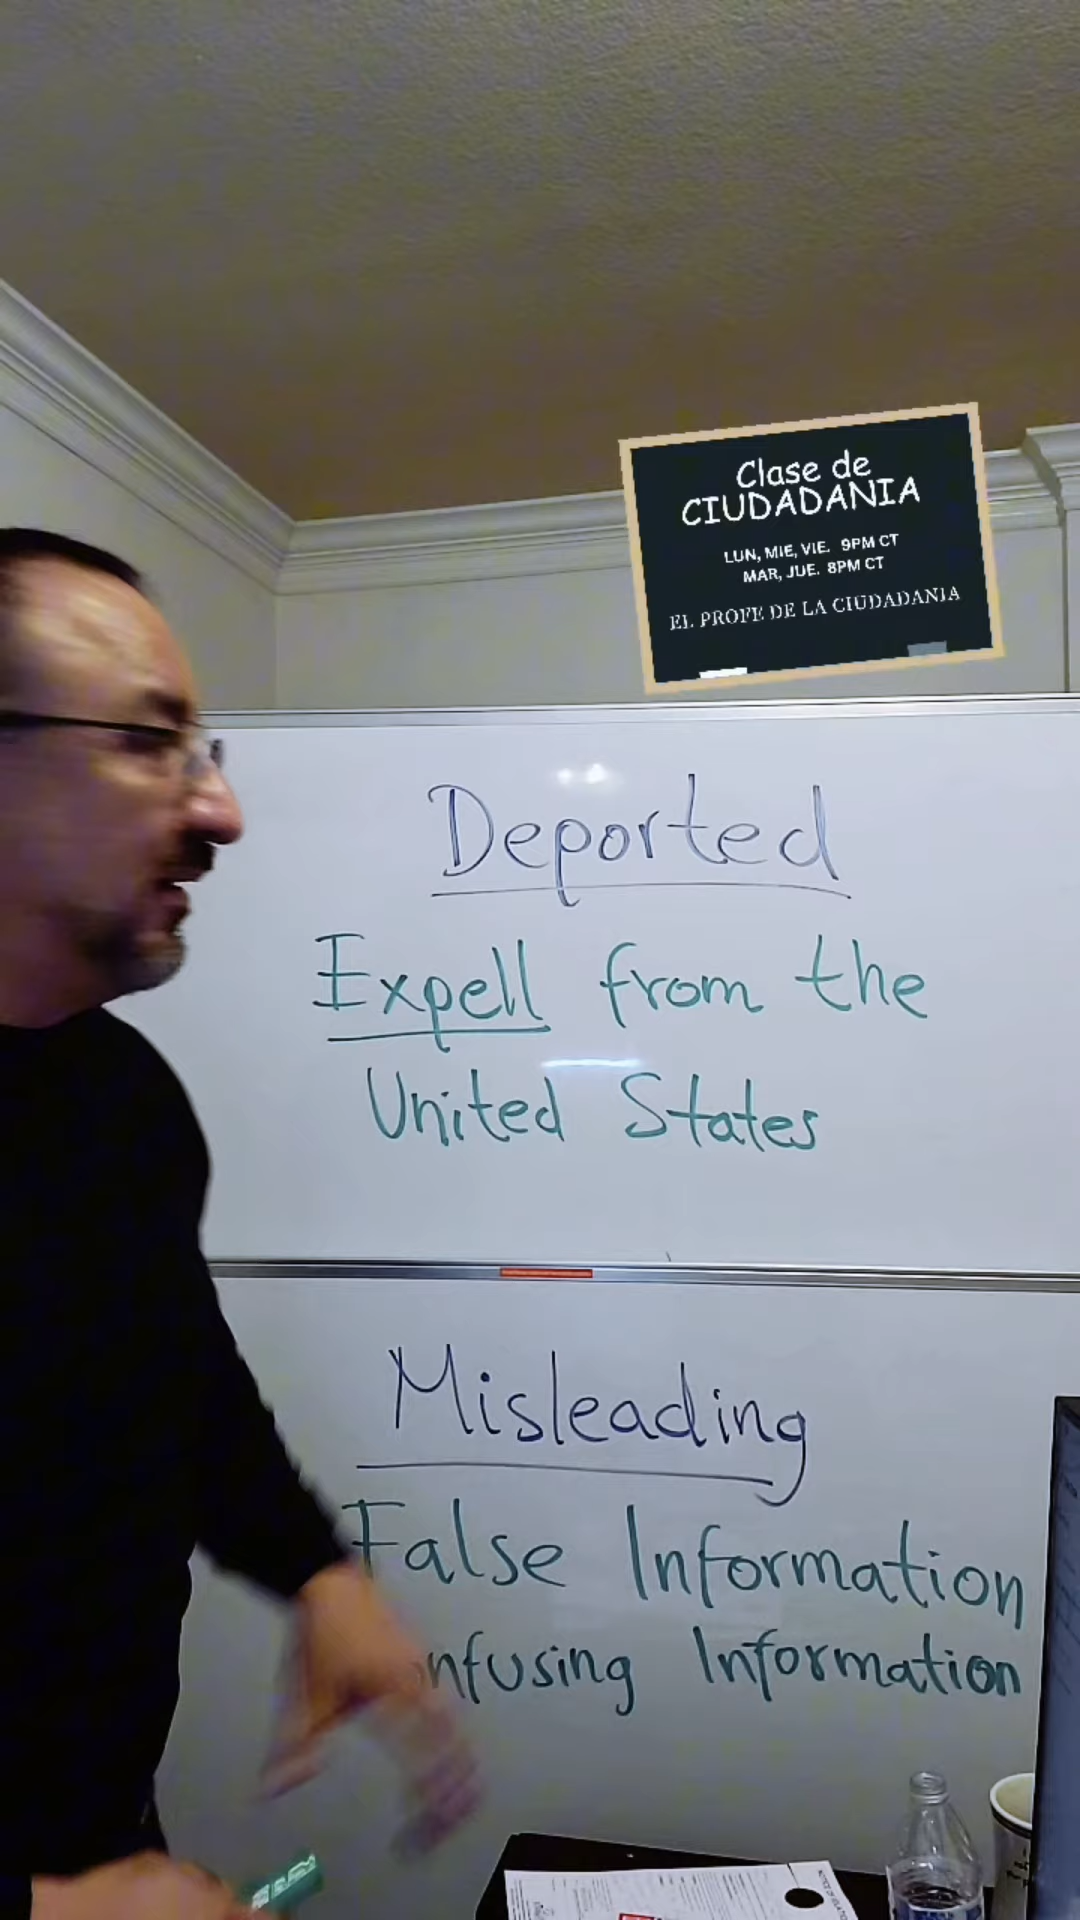 Clase de
CIUDADANIA
LUN, MIE, VIE. 9PM CT
MAR, JUE. 8PM CT
EL PROFE DE LA CIUDADANIA
Deported
Expell from the
United States
Misleading
False Information
onfusing Information